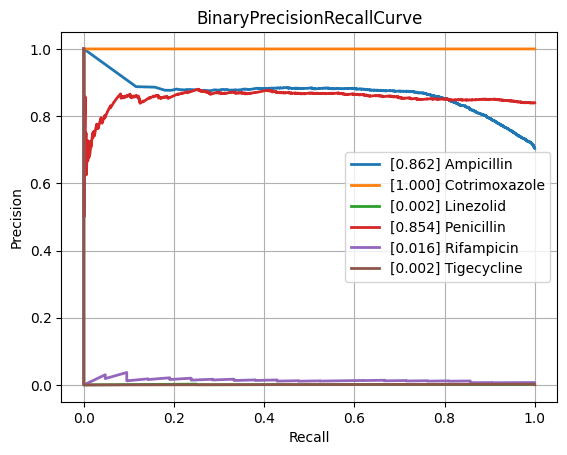 BinaryPrecisionRecallCurve
1.0
0.8
0.6
0.4
0.2
0.0
Precision
[0.862] Ampicillin
[1.000] Cotrimoxazole
[0.002] Linezolid
[0.854] Penicillin
[0.016] Rifampicin
[0.002] Tigecycline
0.0 0.2 0.4 0.6 0.8 1.0
Recall